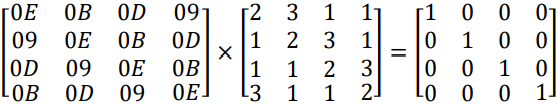 0E 0B 0D 09 2 3 1 1 1 0 0 0
09 0E 0B 0D × 1 2 3 1 = 0 1 0 0
0D 09 0E 0B 1 1 2 3 0 0 1 0
0B 0D 09 0E 3 1 1 2 0 0 0 1